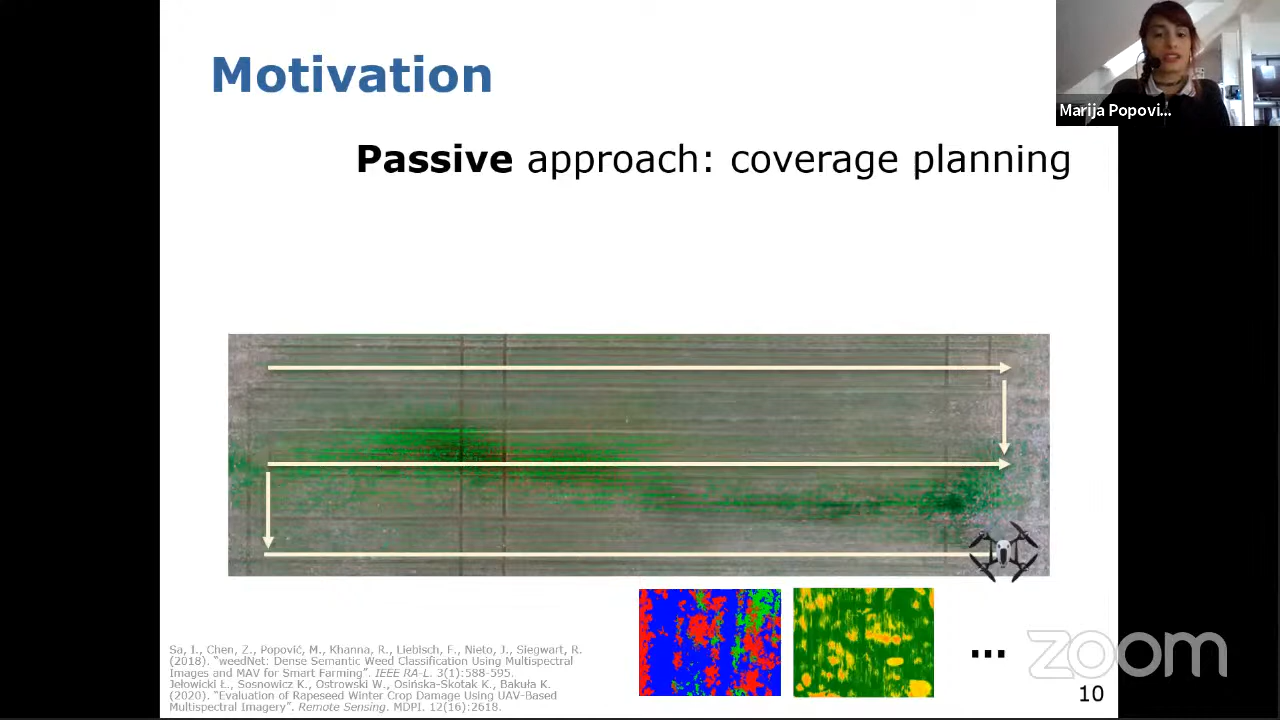 Motivation
Marija Popovi...
Passive approach: coverage planning
Sa, I., Chen, Z., Popović, M., Khanna, R., Liebisch, F., Nieto, J., Siegwart, R.
(2018). "weedNet: Dense Semantic Weed Classification Using Multispectral
Images and MAV for Smart Farming". IEEE RA-L. 3(1):588-595.
Jełowicki Ł., Sosnowicz K., Ostrowski W., Osińska-Skotak K., Bakuła K.
(2020). "Evaluation of Rapeseed Winter Crop Damage Using UAV-Based
Multispectral Imagery". Remote Sensing. MDPI. 12(16):2618.
...
zoom
10